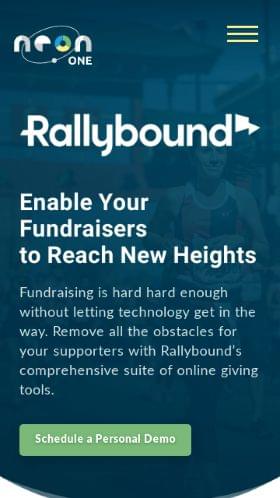 neon
ONE
Rallybound
Enable Your
Fundraisers
to Reach New Heights
Fundraising is hard hard enough
without letting technology get in the
way. Remove all the obstacles for
your supporters with Rallybound's
comprehensive suite of online giving
tools.
Schedule a Personal Demo